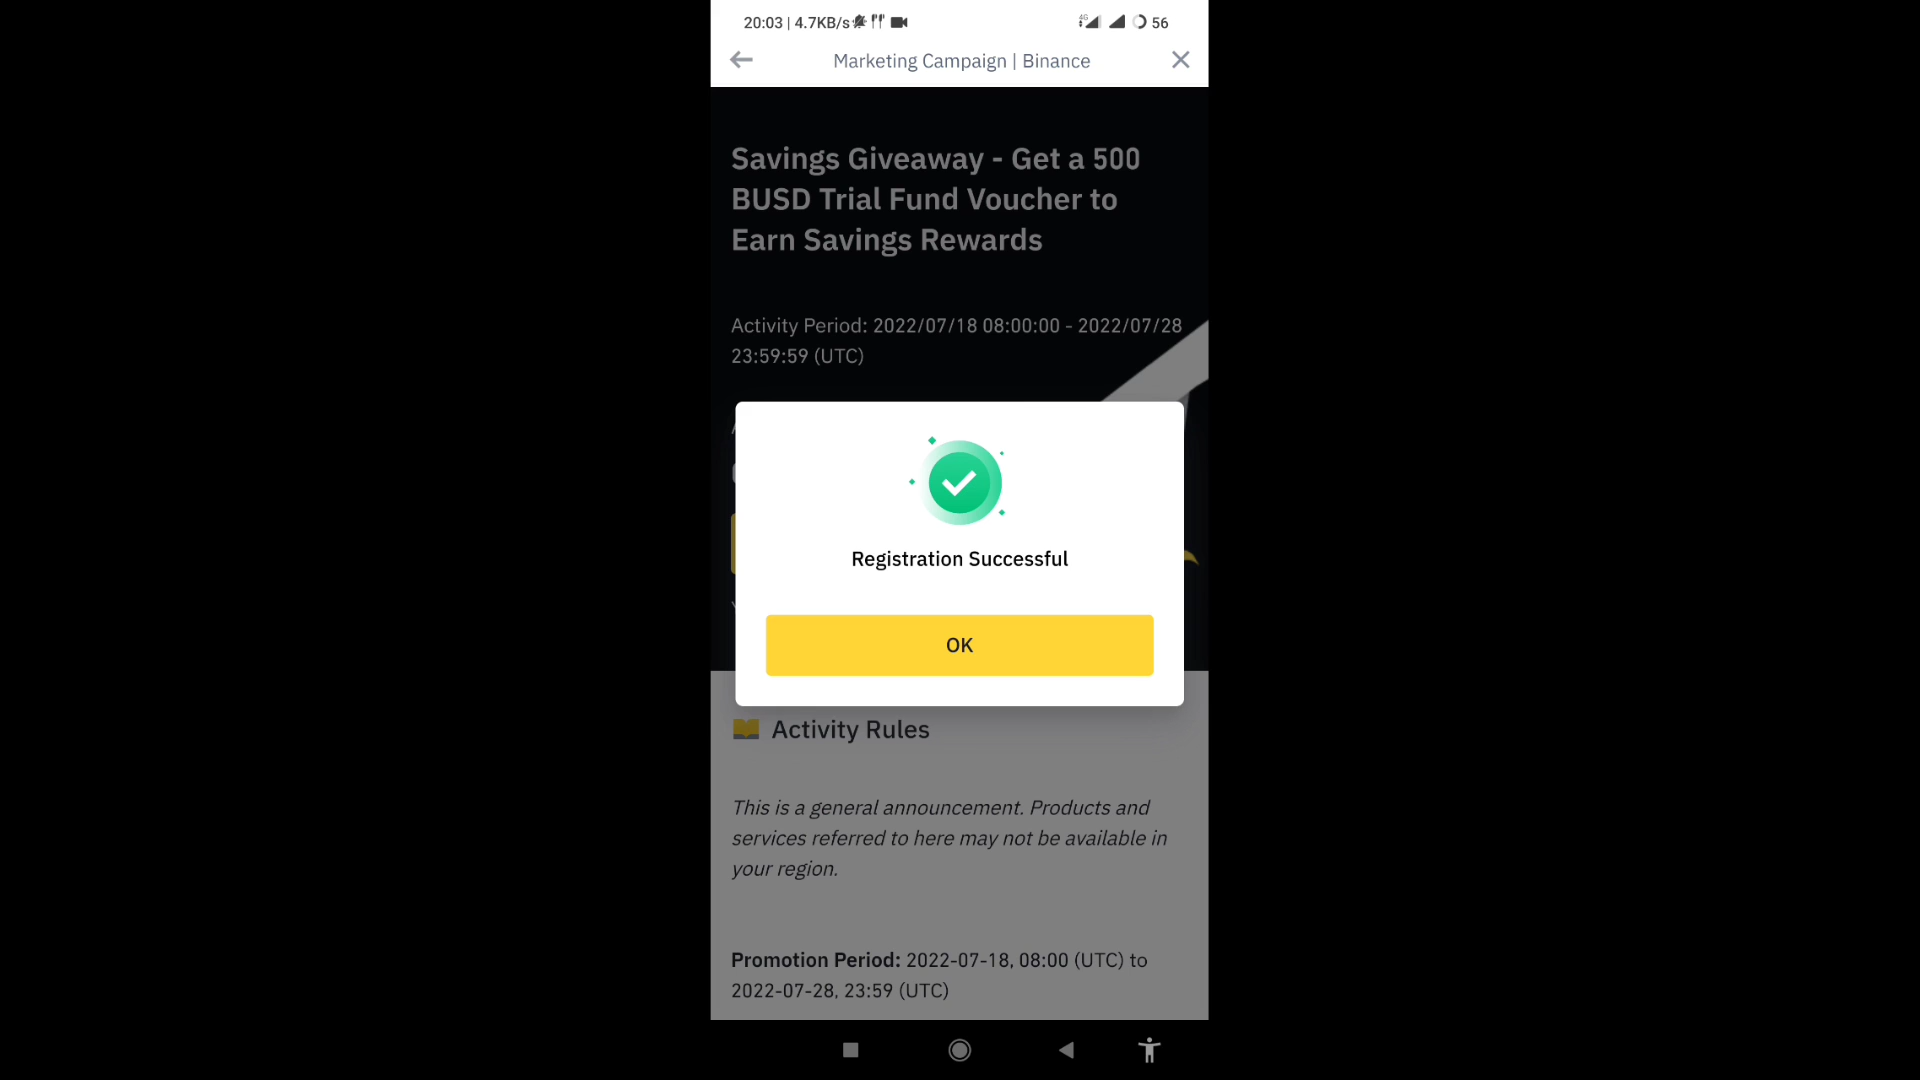 20:03 | 4.7KB/s
4G
56
Marketing Campaign | Binance
Savings Giveaway - Get a 500
BUSD Trial Fund Voucher to
Earn Savings Rewards
Activity Period: 2022/07/18 08:00:00 - 2022/07/28
23:59:59 (UTC)
Registration Successful
OK
Activity Rules
This is a general announcement. Products and
services referred to here may not be available in
your region.
Promotion Period: 2022-07-18, 08:00 (UTC) to
2022-07-28, 23:59 (UTC)